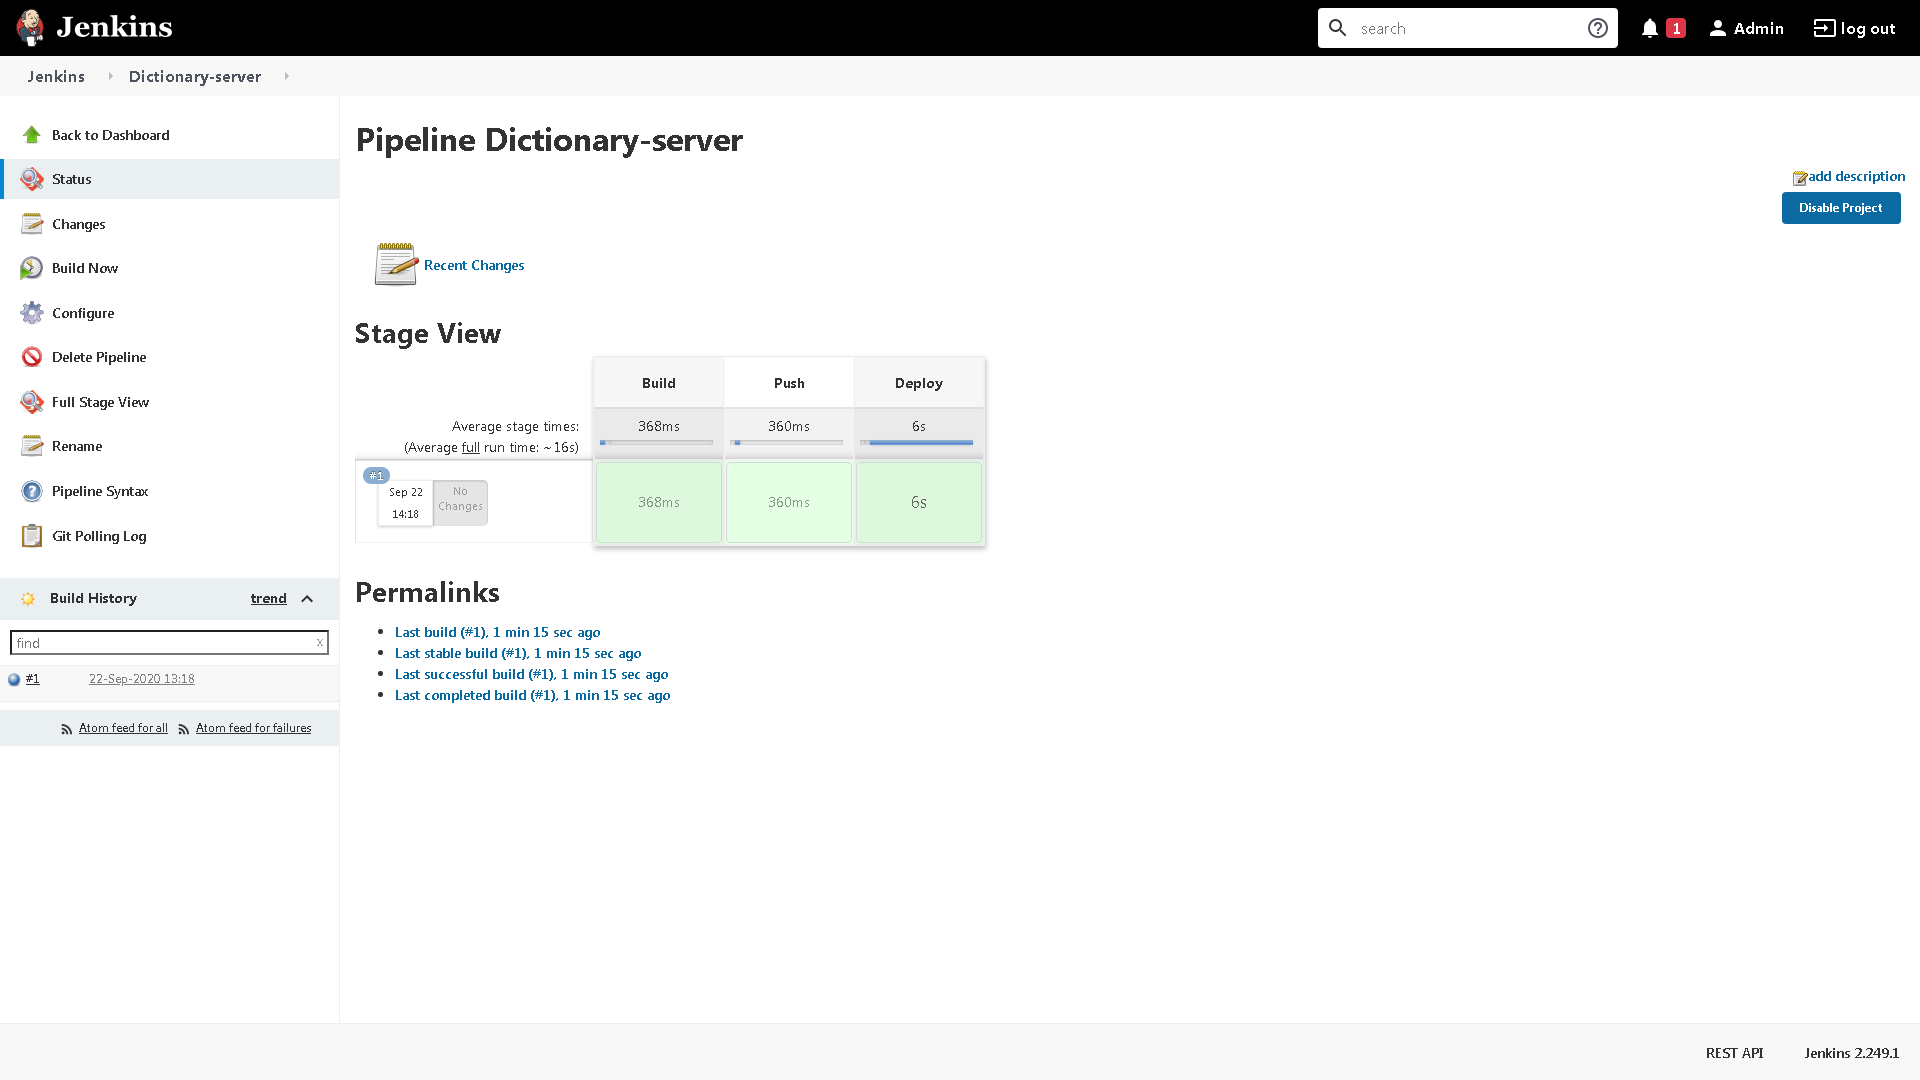 Jenkins
search
1
Admin
log out
Jenkins
Dictionary-server
Back to Dashboard
Status
Changes
Build Now
Configure
Delete Pipeline
Full Stage View
Rename
Pipeline Syntax
Git Polling Log
Build History
trend
find
x
#1
22-Sep-2020 13:18
Atom feed for all
Atom feed for failures
Pipeline Dictionary-server
add description
Disable Project
Recent Changes
Stage View
Build
Push
Deploy
Average stage times:
368ms
360ms
6s
(Average full run time: ~16s)
#1
Sep 22
14:18
No
Changes
368ms
360ms
6s
Permalinks
Last build (#1), 1 min 15 sec ago
Last stable build (#1), 1 min 15 sec ago
Last successful build (#1), 1 min 15 sec ago
Last completed build (#1), 1 min 15 sec ago
REST API
Jenkins 2.249.1